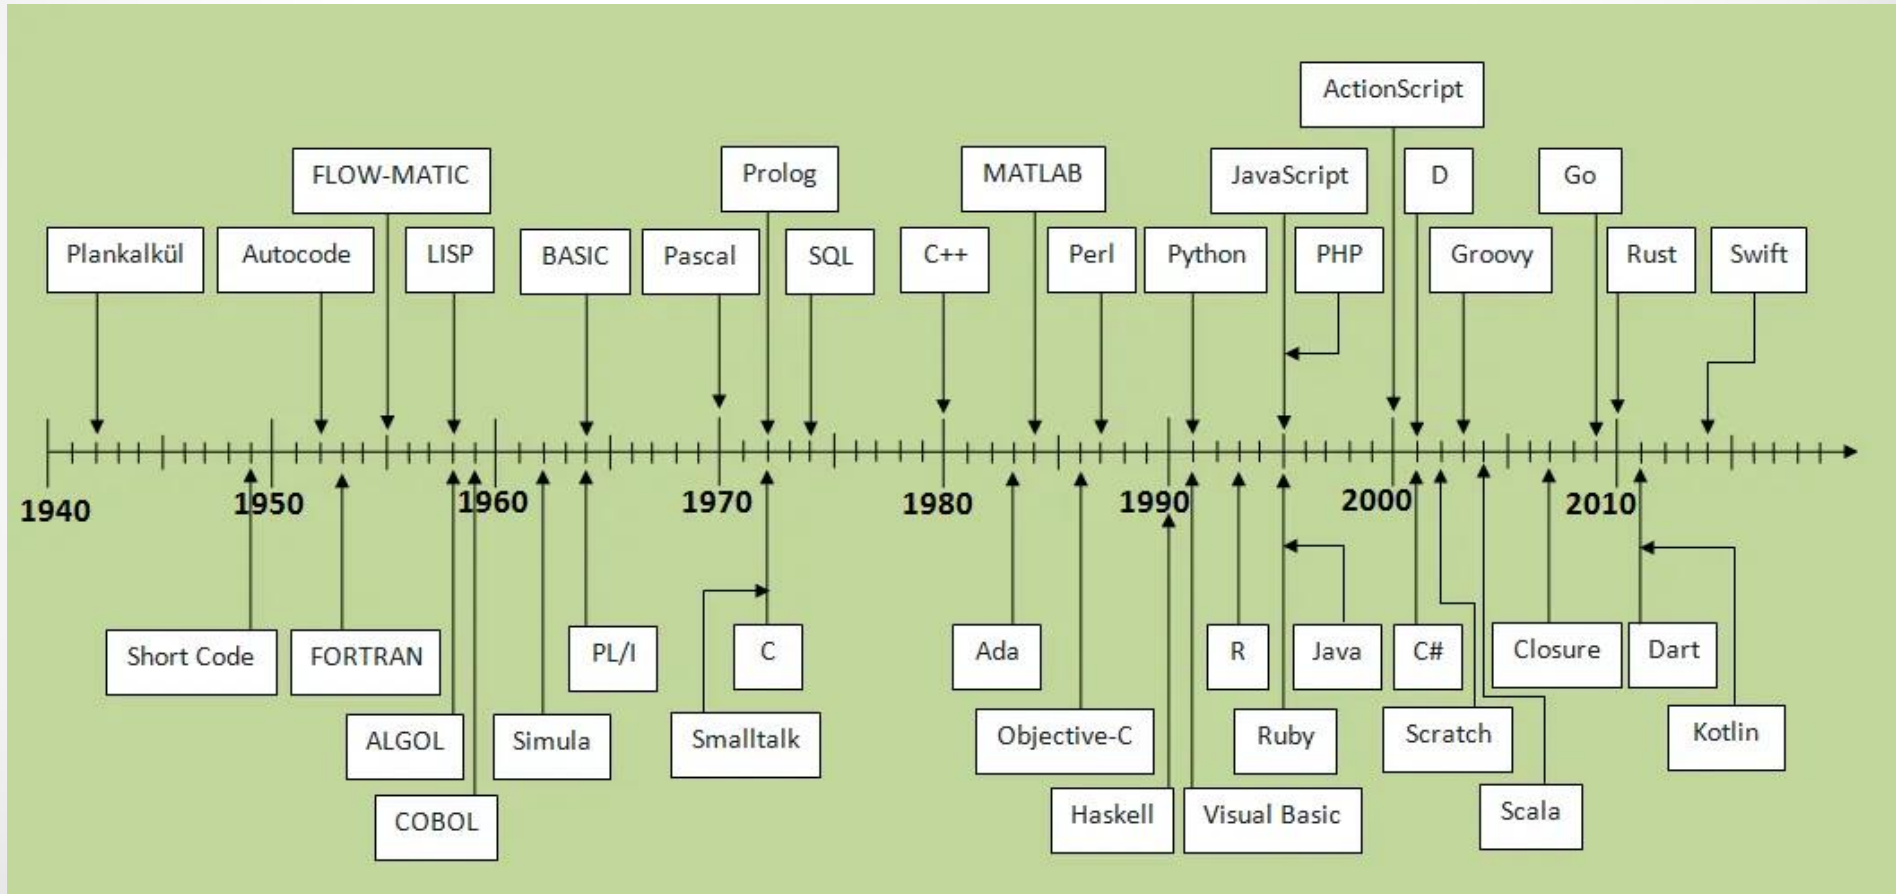 ActionScript
FLOW-MATIC
Prolog
MATLAB
JavaScript
D
Go
Plankalkül
Autocode
LISP
BASIC
Pascal
SQL
C++
Perl
Python
PHP
Groovy
Rust
Swift
1940
1950
1960
1970
1980
1990
2000
2010
Short Code
FORTRAN
PL/I
C
Ada
R
Java
C#
Closure
Dart
ALGOL
Simula
Smalltalk
Objective-C
Ruby
Scratch
Kotlin
COBOL
Haskell
Visual Basic
Scala